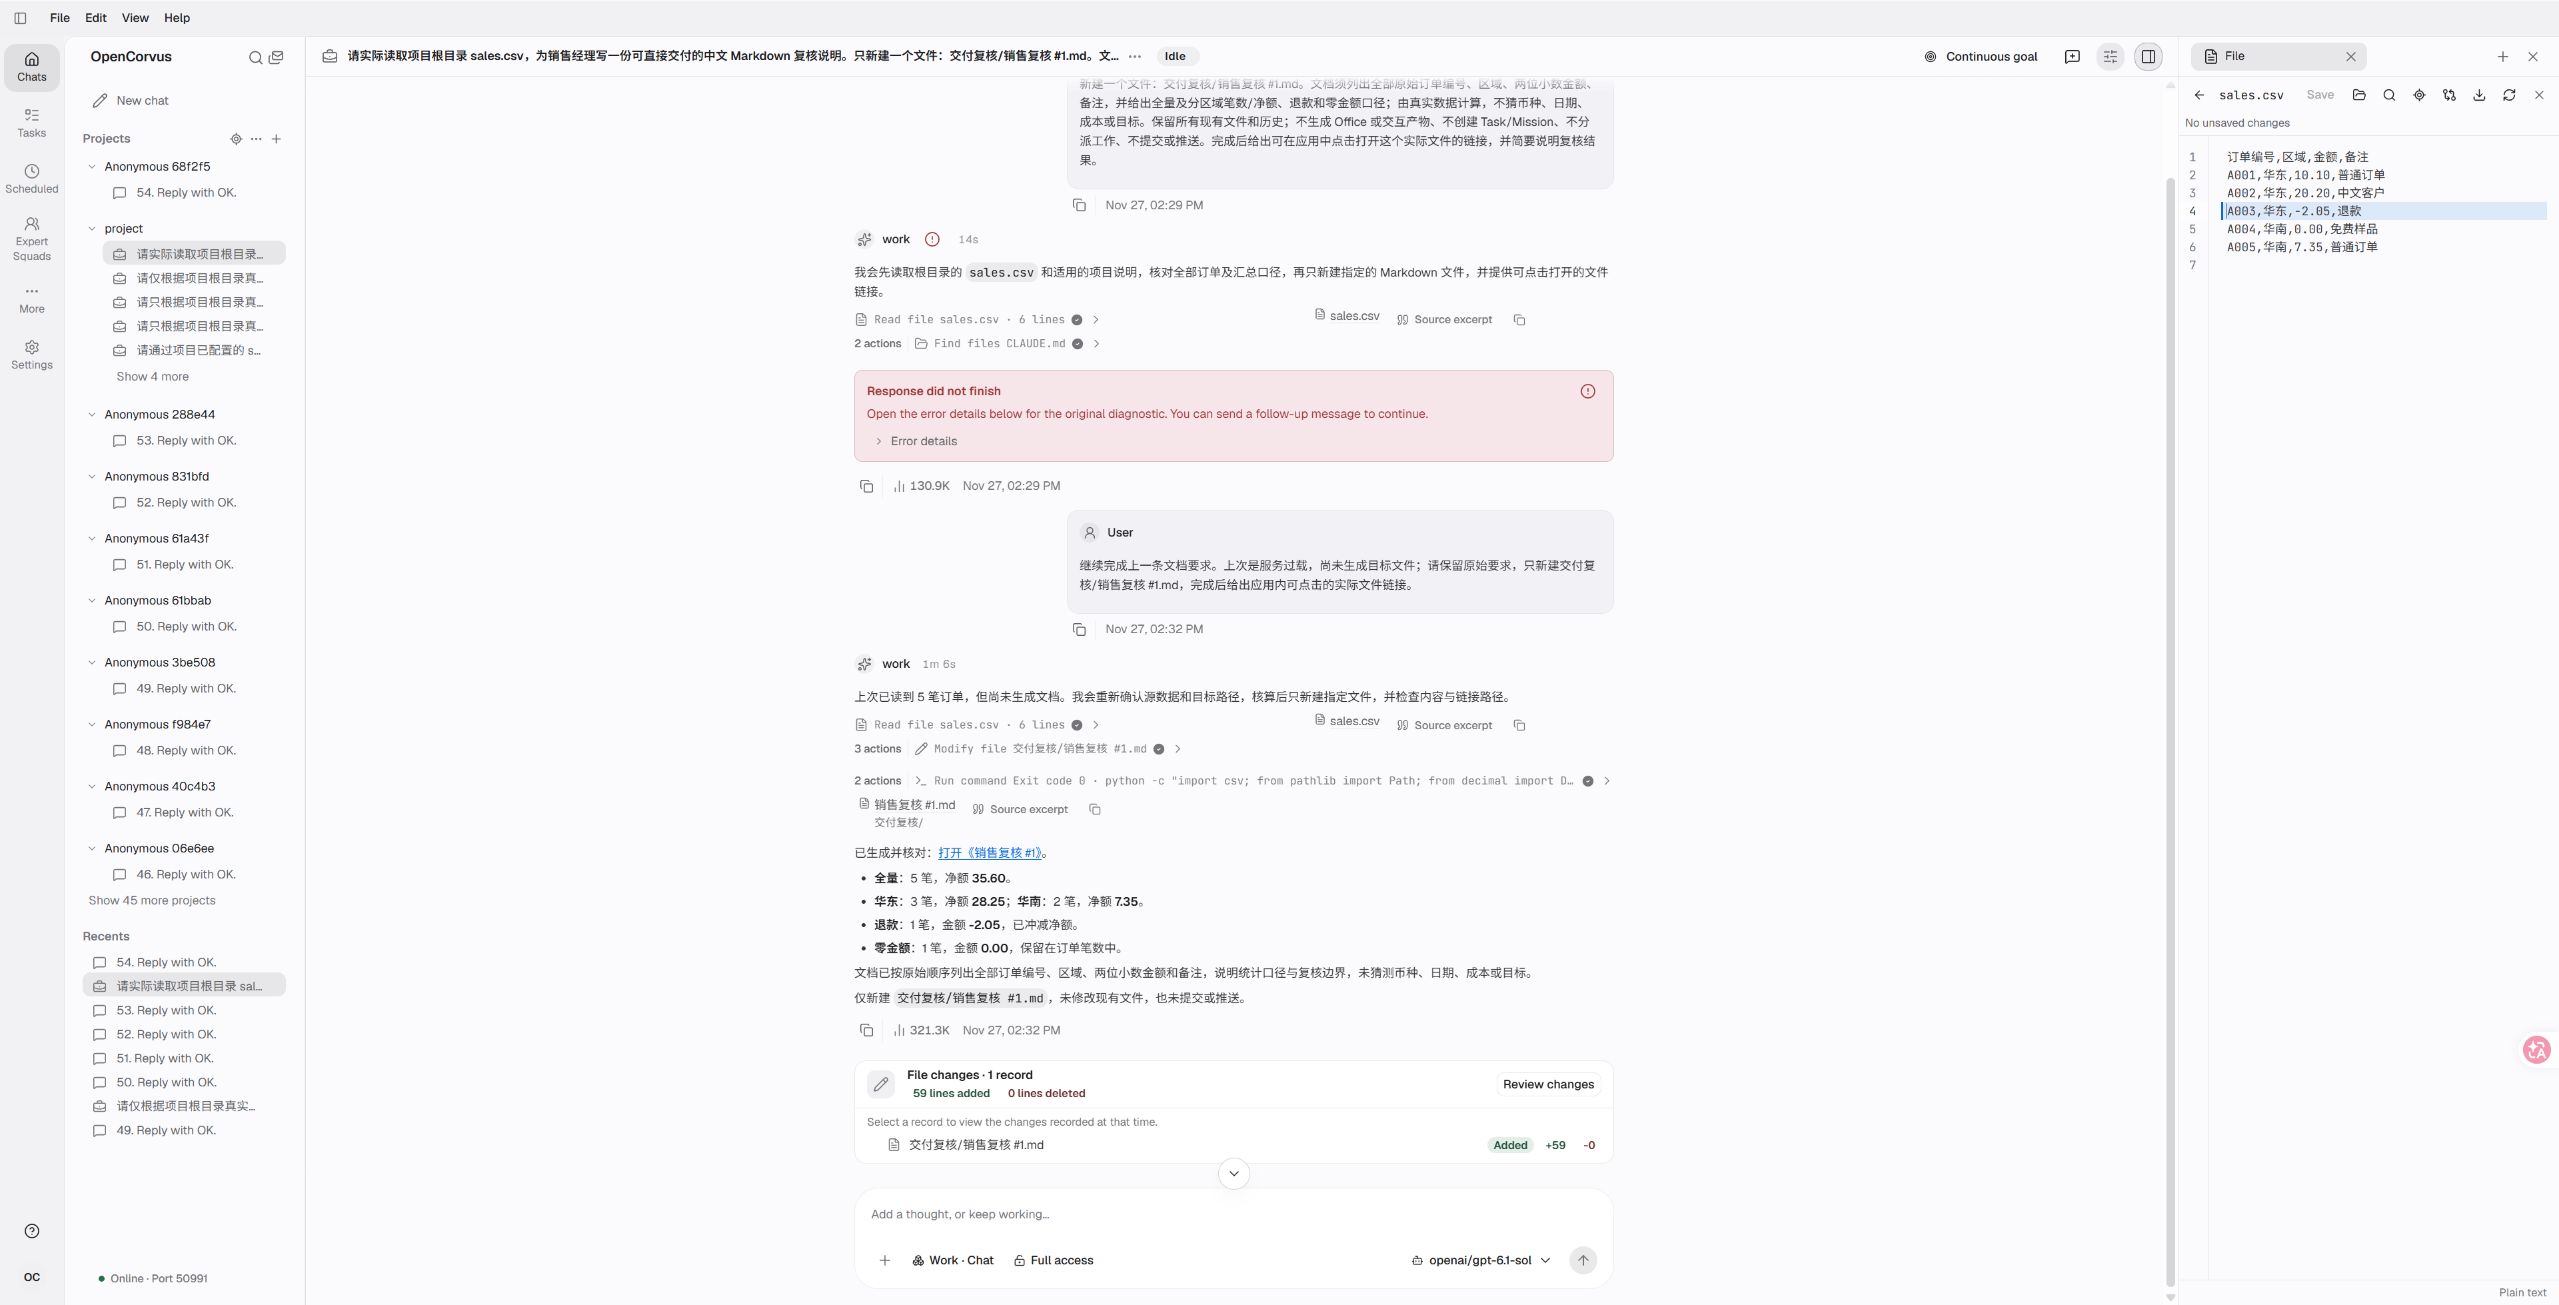 File Edit View Help
Chats
Tasks
Scheduled
Expert
Squads
More
Settings
OC
OpenCorvus
New chat
Projects
Anonymous 68f2f5
54. Reply with OK.
project
请实际读取项目根目录...
请仅根据项目根目录真...
请只根据项目根目录真...
请只根据项目根目录真...
请通过项目已配置的 s...
Show 4 more
Anonymous 288e44
53. Reply with OK.
Anonymous 831bfd
52. Reply with OK.
Anonymous 61a43f
51. Reply with OK.
Anonymous 61bbab
50. Reply with OK.
Anonymous 3be508
49. Reply with OK.
Anonymous f984e7
48. Reply with OK.
Anonymous 40c4b3
47. Reply with OK.
Anonymous 06e6ee
46. Reply with OK.
Show 45 more projects
Recents
54. Reply with OK.
请实际读取项目根目录 sal...
53. Reply with OK.
52. Reply with OK.
51. Reply with OK.
50. Reply with OK.
请仅根据项目根目录真实...
49. Reply with OK.
Online · Port 50991
请实际读取项目根目录 sales.csv，为销售经理写一份可直接交付的中文 Markdown 复核说明。只新建一个文件：交付复核/销售复核 #1.md。文... Idle
Continuous goal
新建一个文件：交付复核/销售复核 #1.md。文档须列出全部原始订单编号、区域、两位小数金额、
备注，并给出全量及分区域笔数/净额、退款和零金额口径；由真实数据计算，不猜币种、日期、
成本或目标。保留所有现有文件和历史；不生成 Office 或交互产物、不创建 Task/Mission、不分
派工作、不提交或推送。完成后给出可在应用中点击打开这个实际文件的链接，并简要说明复核结
果。
Nov 27, 02:29 PM
work 14s
我会先读取根目录的 sales.csv 和适用的项目说明，核对全部订单及汇总口径，再只新建指定的 Markdown 文件，并提供可点击打开的文件
链接。
Read file sales.csv · 6 lines sales.csv Source excerpt
2 actions Find files CLAUDE.md
Response did not finish
Open the error details below for the original diagnostic. You can send a follow-up message to continue.
Error details
130.9K Nov 27, 02:29 PM
User
继续完成上一条文档要求。上次是服务过载，尚未生成目标文件；请保留原始要求，只新建交付复
核/销售复核 #1.md，完成后给出应用内可点击的实际文件链接。
Nov 27, 02:32 PM
work 1m 6s
上次已读到 5 笔订单，但尚未生成文档。我会重新确认源数据和目标路径，核算后只新建指定文件，并检查内容与链接路径。
Read file sales.csv · 6 lines sales.csv Source excerpt
3 actions Modify file 交付复核/销售复核 #1.md
2 actions Run command Exit code 0 · python -c "import csv; from pathlib import Path; from decimal import D...
销售复核 #1.md Source excerpt
交付复核/
已生成并核对：打开《销售复核 #1》。
• 全量：5 笔，净额 35.60。
• 华东：3 笔，净额 28.25；华南：2 笔，净额 7.35。
• 退款：1 笔，金额 -2.05，已冲减净额。
• 零金额：1 笔，金额 0.00，保留在订单笔数中。
文档已按原始顺序列出全部订单编号、区域、两位小数金额和备注，说明统计口径与复核边界，未猜测币种、日期、成本或目标。
仅新建 交付复核/销售复核 #1.md，未修改现有文件，也未提交或推送。
321.3K Nov 27, 02:32 PM
File changes · 1 record
59 lines added 0 lines deleted
Review changes
Select a record to view the changes recorded at that time.
交付复核/销售复核 #1.md Added +59 -0
Add a thought, or keep working...
Work · Chat Full access openai/gpt-6.1-sol
File
sales.csv Save
No unsaved changes
1 订单编号,区域,金额,备注
2 A001,华东,10.10,普通订单
3 A002,华东,20.20,中文客户
4 A003,华东,-2.05,退款
5 A004,华南,0.00,免费样品
6 A005,华南,7.35,普通订单
7
Plain text